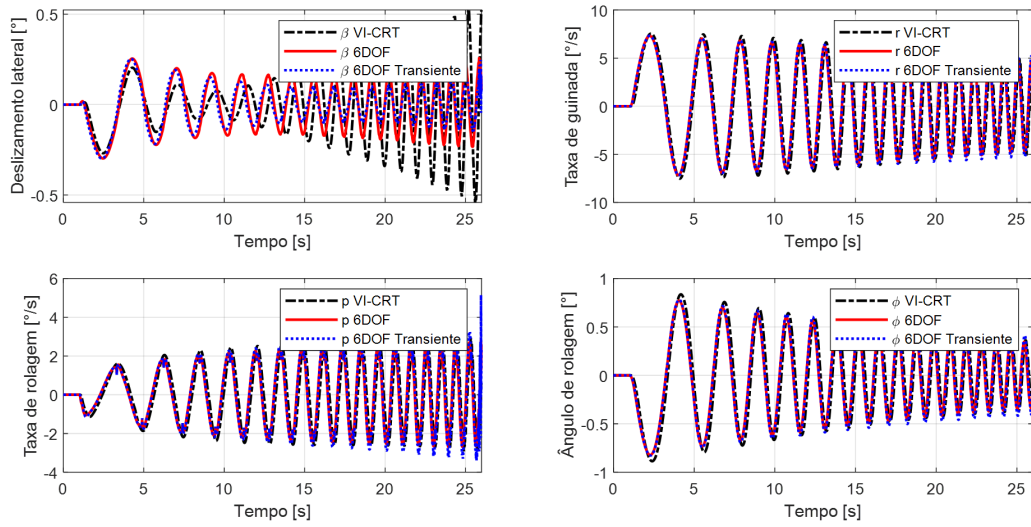 Deslizamento lateral [°]
0.5
0
-0.5
0
5
10
15
20
25
Tempo [s]
β VI-CRT
β 6DOF
β 6DOF Transiente
Taxa de guinada [°/s]
10
5
0
-5
-10
0
5
10
15
20
25
Tempo [s]
r VI-CRT
r 6DOF
r 6DOF Transiente
Taxa de rolagem [°/s]
6
4
2
0
-2
-4
0
5
10
15
20
25
Tempo [s]
p VI-CRT
p 6DOF
p 6DOF Transiente
Ângulo de rolagem [°]
1
0.5
0
-0.5
-1
0
5
10
15
20
25
Tempo [s]
ϕ VI-CRT
ϕ 6DOF
ϕ 6DOF Transiente